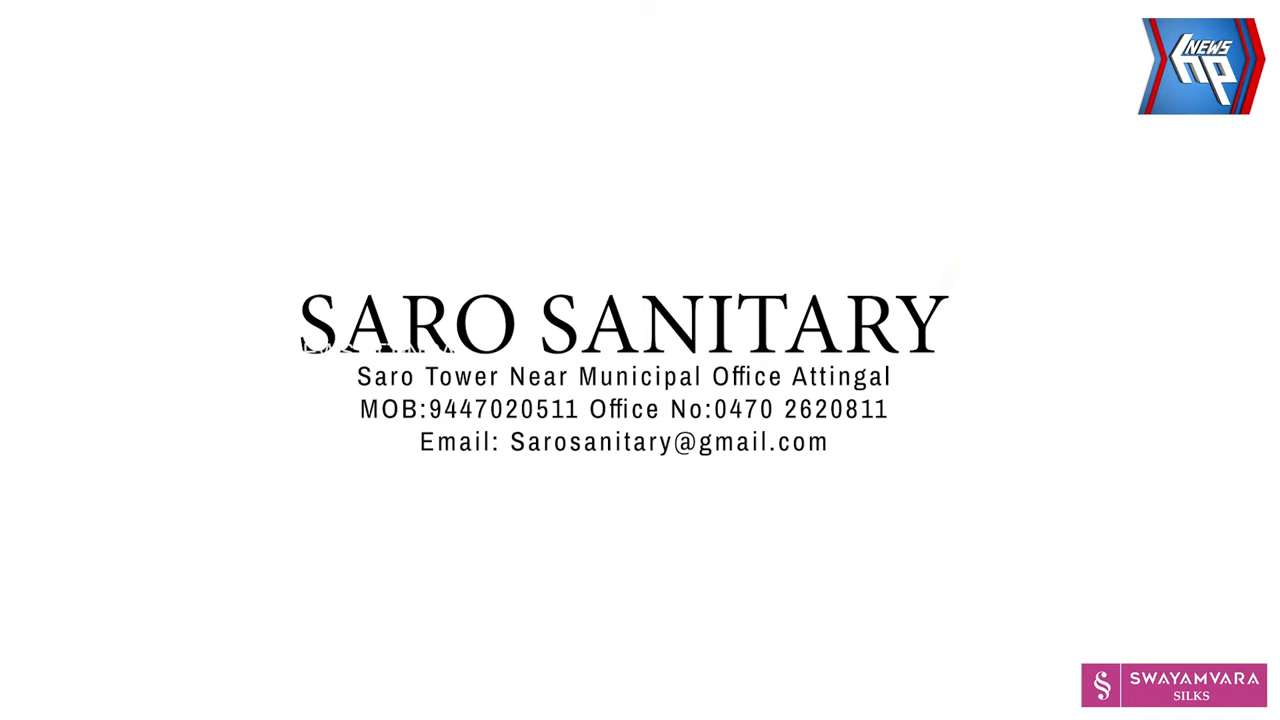 NEWS
hp
SARO SANITARY
Saro Tower Near Municipal Office Attingal
MOB:9447020511 Office No:0470 2620811
Email: Sarosanitary@gmail.com
SWAYAMVARA
SILKS